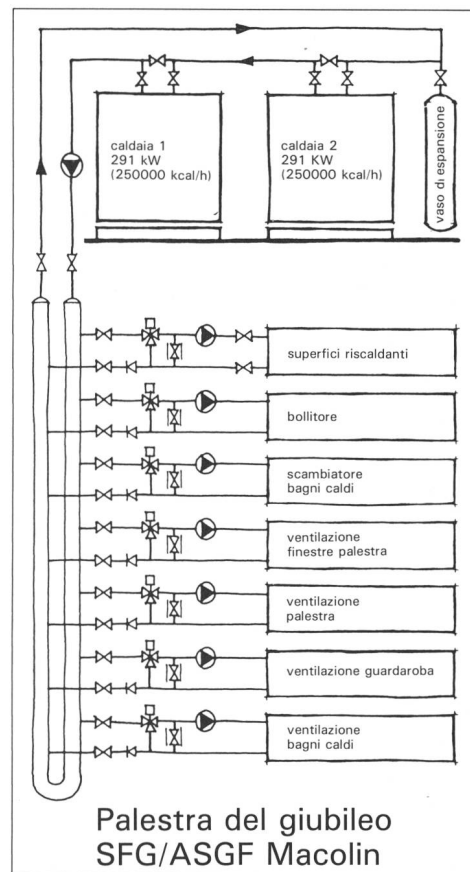 caldaia 1
291 kW
(250000 kcal/h)
caldaia 2
291 KW
(250000 kcal/h)
vaso di espansione
superfici riscaldanti
bollitore
scambiatore
bagni caldi
ventilazione
finestre palestra
ventilazione
palestra
ventilazione guardaroba
ventilazione
bagni caldi
Palestra del giubileo
SFG/ASGF Macolin